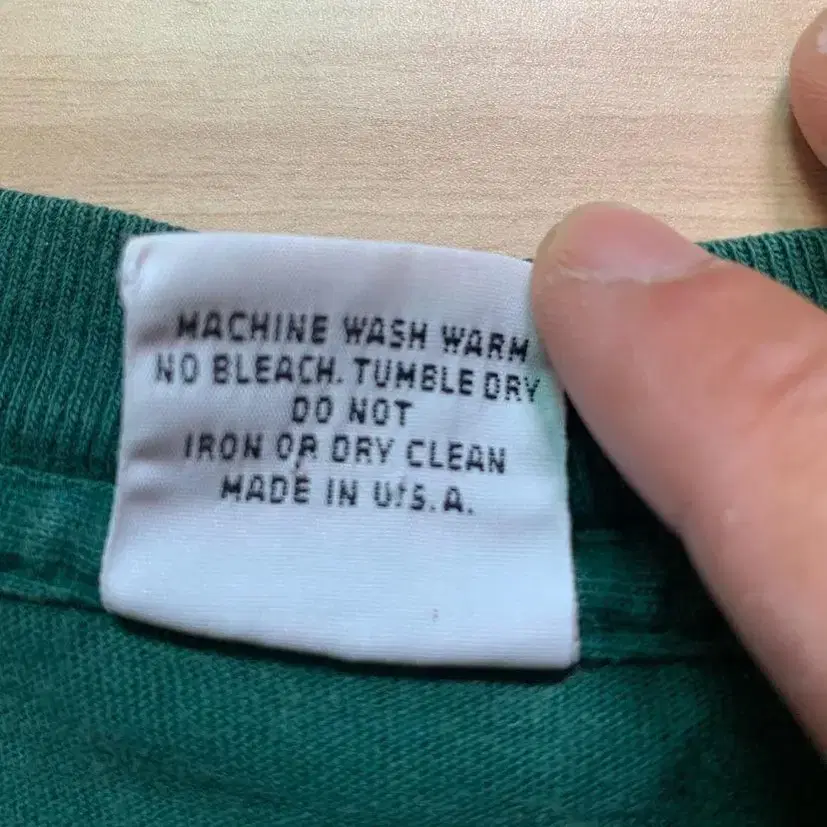 MACHINE WASH WARM
NO BLEACH. TUMBLE DRY
DO NOT
IRON OR DRY CLEAN
MADE IN U.S.A.